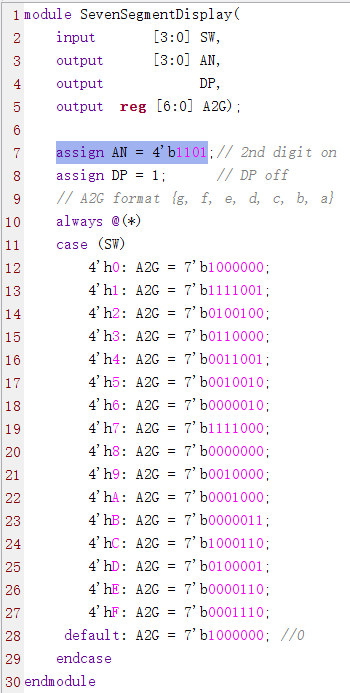 1 module SevenSegmentDisplay(
2     input        [3:0] SW,
3     output       [3:0] AN,
4     output             DP,
5     output  reg [6:0] A2G);
6
7     assign AN = 4'b1101;// 2nd digit on
8     assign DP = 1;      // DP off
9     // A2G format {g, f, e, d, c, b, a}
10     always @(*)
11     case (SW)
12         4'h0: A2G = 7'b1000000;
13         4'h1: A2G = 7'b1111001;
14         4'h2: A2G = 7'b0100100;
15         4'h3: A2G = 7'b0110000;
16         4'h4: A2G = 7'b0011001;
17         4'h5: A2G = 7'b0010010;
18         4'h6: A2G = 7'b0000010;
19         4'h7: A2G = 7'b1111000;
20         4'h8: A2G = 7'b0000000;
21         4'h9: A2G = 7'b0010000;
22         4'hA: A2G = 7'b0001000;
23         4'hB: A2G = 7'b0000011;
24         4'hC: A2G = 7'b1000110;
25         4'hD: A2G = 7'b0100001;
26         4'hE: A2G = 7'b0000110;
27         4'hF: A2G = 7'b0001110;
28      default: A2G = 7'b1000000; //0
29     endcase
30 endmodule